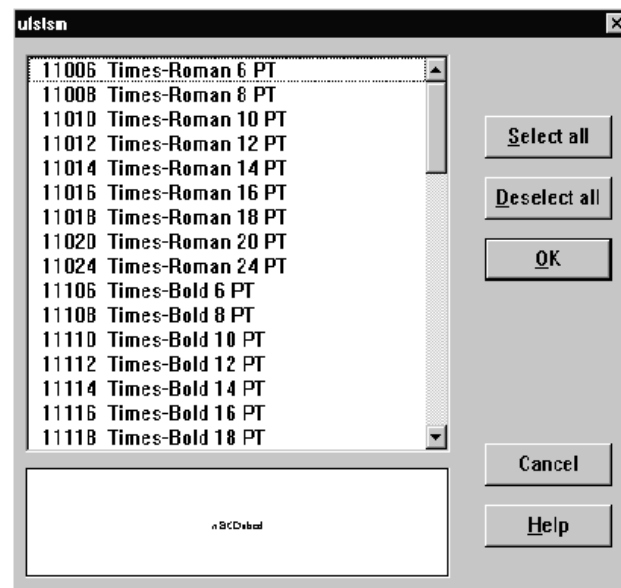 ufstsm
11006 Times-Roman 6 PT
11008 Times-Roman 8 PT
11010 Times-Roman 10 PT
11012 Times-Roman 12 PT
11014 Times-Roman 14 PT
11016 Times-Roman 16 PT
11018 Times-Roman 18 PT
11020 Times-Roman 20 PT
11024 Times-Roman 24 PT
11106 Times-Bold 6 PT
11108 Times-Bold 8 PT
11110 Times-Bold 10 PT
11112 Times-Bold 12 PT
11114 Times-Bold 14 PT
11116 Times-Bold 16 PT
11118 Times-Bold 18 PT
ABCDabcd
Select all
Deselect all
OK
Cancel
Help